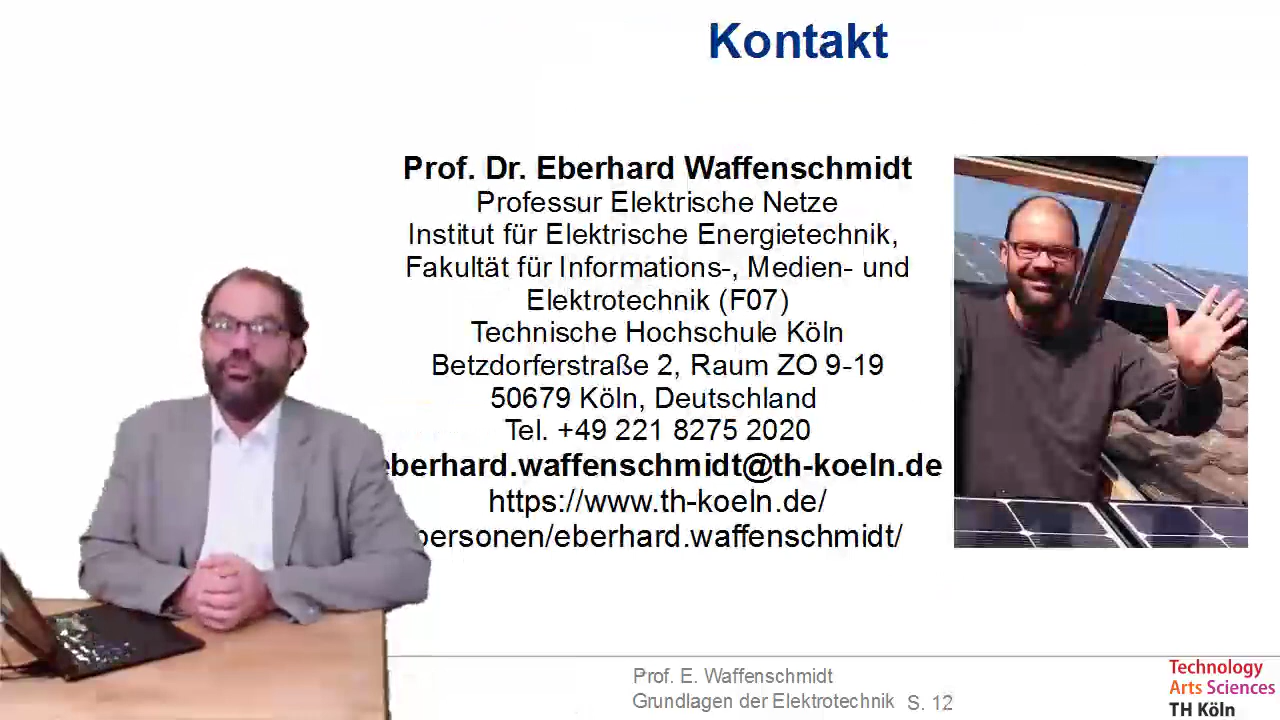 Kontakt
Prof. Dr. Eberhard Waffenschmidt
Professur Elektrische Netze
Institut für Elektrische Energietechnik,
Fakultät für Informations-, Medien- und
Elektrotechnik (F07)
Technische Hochschule Köln
Betzdorferstraße 2, Raum ZO 9-19
50679 Köln, Deutschland
Tel. +49 221 8275 2020
eberhard.waffenschmidt@th-koeln.de
https://www.th-koeln.de/
personen/eberhard.waffenschmidt/
Prof. E. Waffenschmidt
Grundlagen der Elektrotechnik S. 12
Technology
Arts Sciences
TH Köln